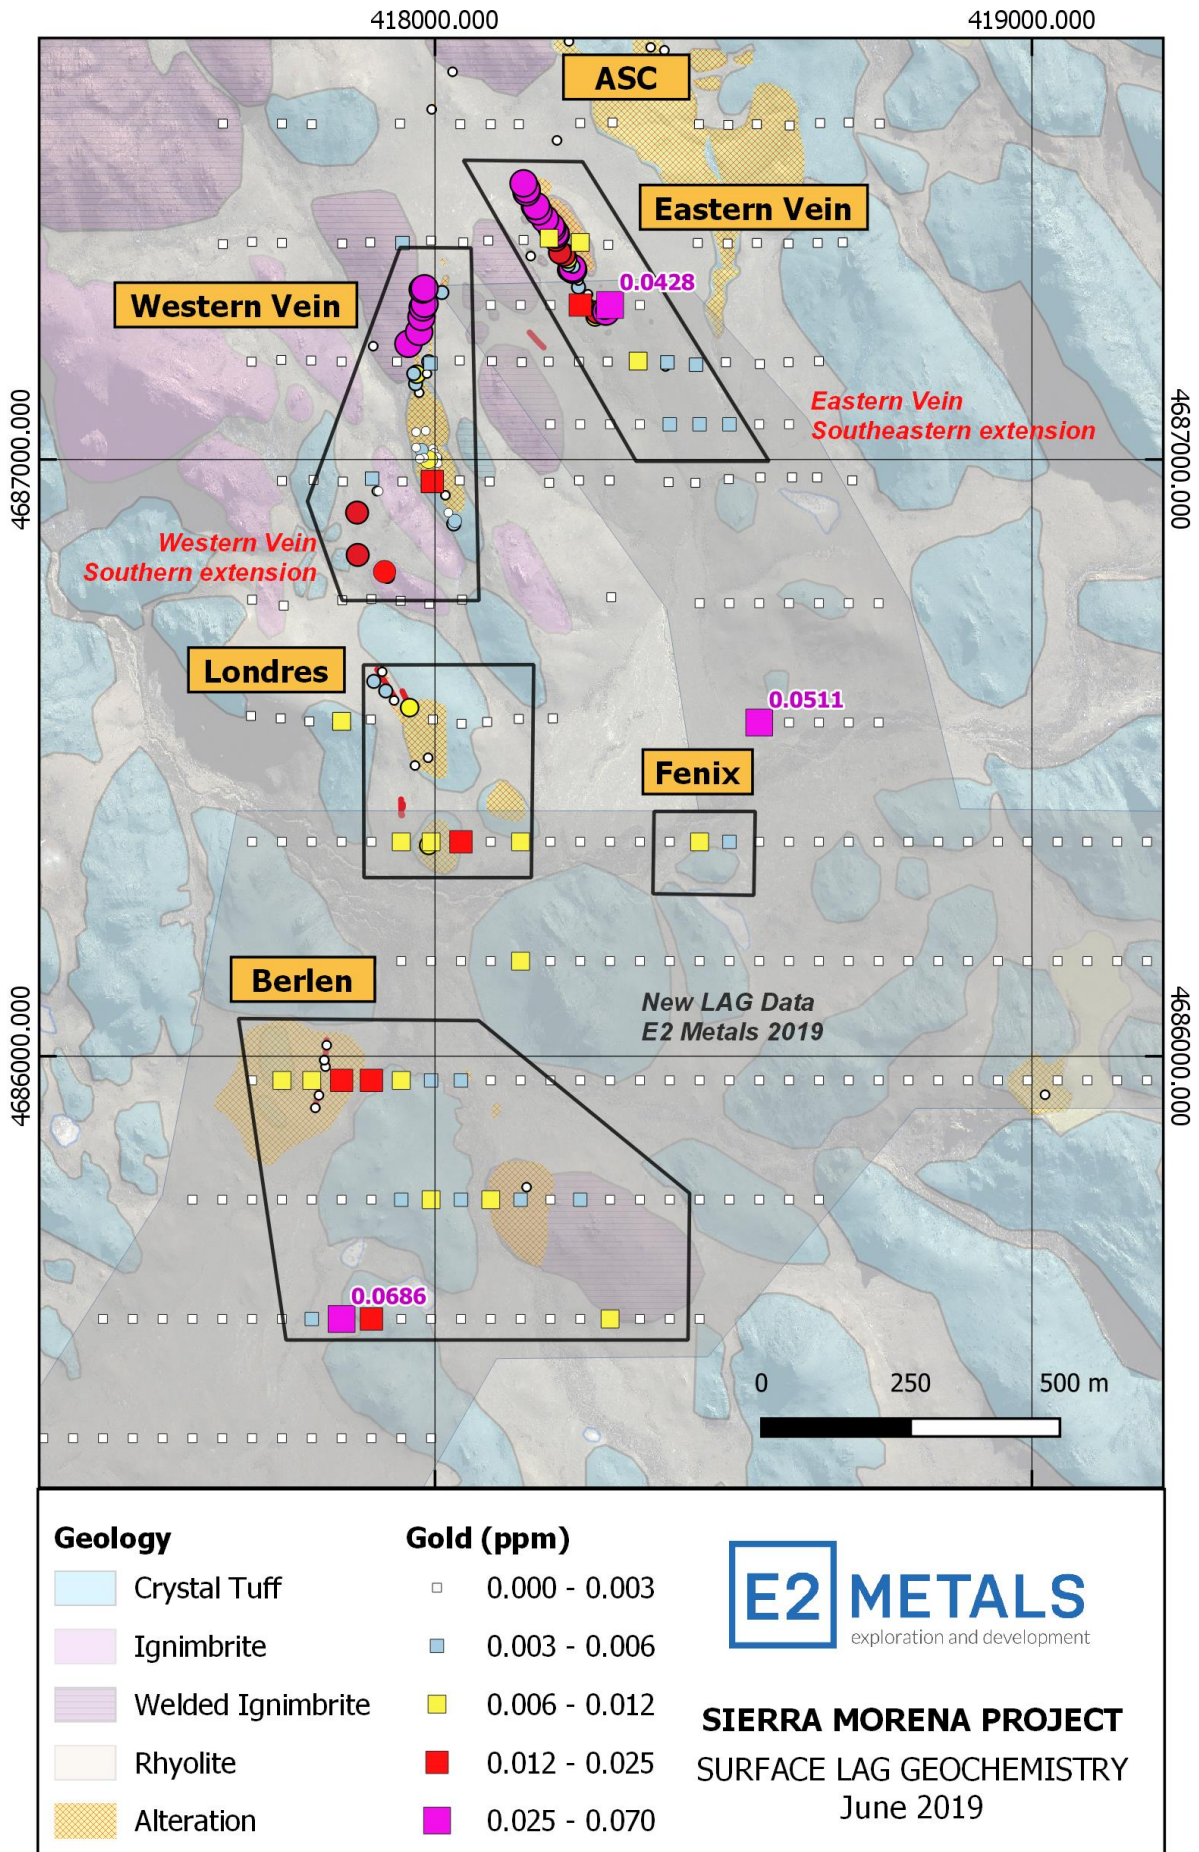 418000.000
419000.000
ASC
Eastern Vein
0.0428
Western Vein
Eastern Vein
Southeastern extension
4687000.000
4687000.000
Western Vein
Southern extension
Londres
0.0511
Fenix
Berlen
New LAG Data
E2 Metals 2019
4686000.000
4686000.000
0.0686
0 250 500 m
Geology
Crystal Tuff
Ignimbrite
Welded Ignimbrite
Rhyolite
Alteration
Gold (ppm)
0.000 - 0.003
0.003 - 0.006
0.006 - 0.012
0.012 - 0.025
0.025 - 0.070
E2 METALS
exploration and development
SIERRA MORENA PROJECT
SURFACE LAG GEOCHEMISTRY
June 2019